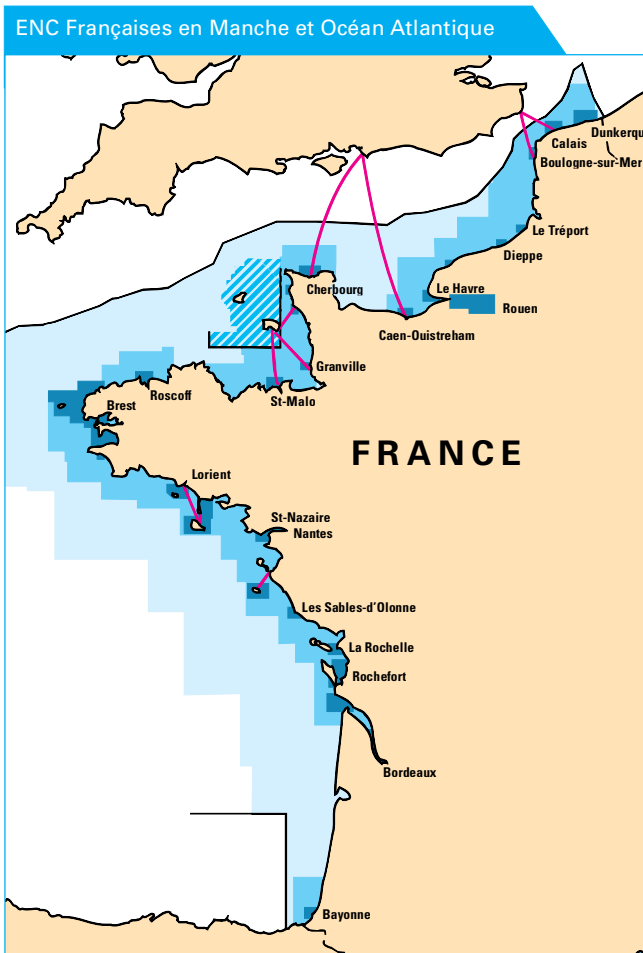 ENC Françaises en Manche et Océan Atlantique
Dunkerqu
Calais
Boulogne-sur-Mer
Le Tréport
Dieppe
Cherbourg
Le Havre
Rouen
Caen-Ouistreham
Granville
Roscoff
St-Malo
Brest
FRANCE
Lorient
St-Nazaire
Nantes
Les Sables-d'Olonne
La Rochelle
Rochefort
Bordeaux
Bayonne